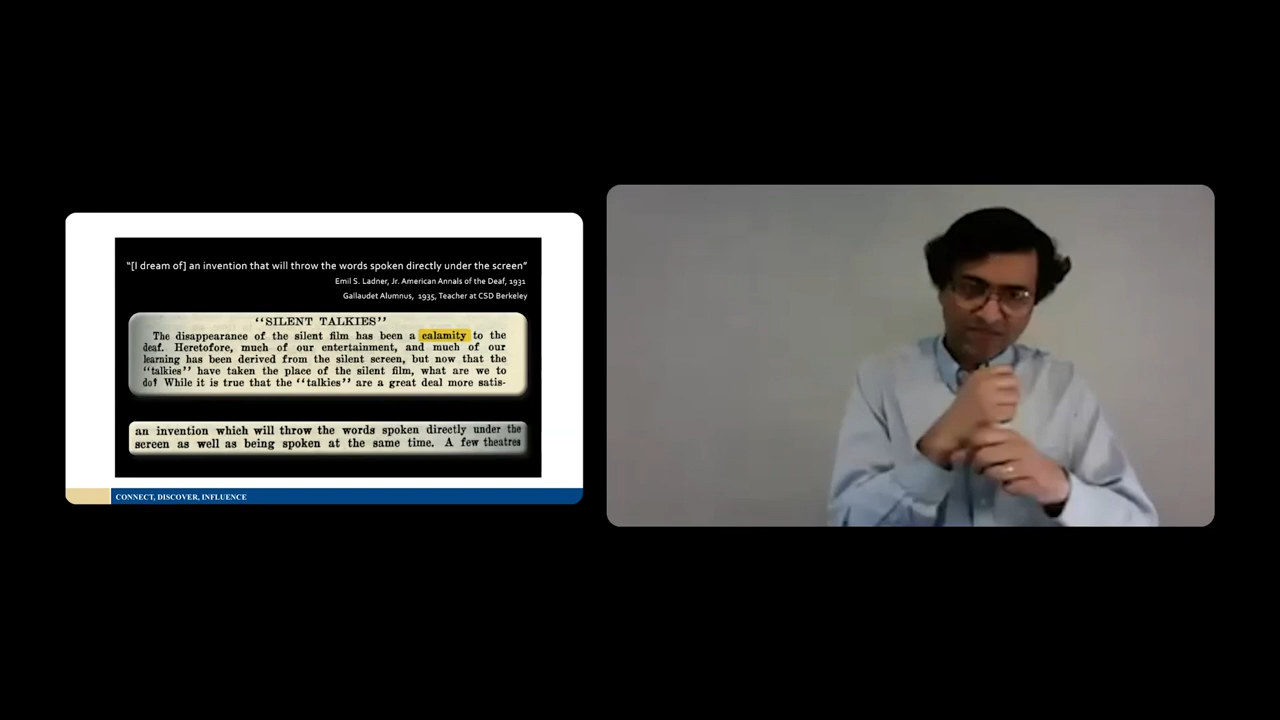 “[I dream of] an invention that will throw the words spoken directly under the screen”
Emil S. Ladner, Jr. American Annals of the Deaf, 1931
Gallaudet Alumnus, 1935, Teacher at CSD Berkeley
“SILENT TALKIES”
The disappearance of the silent film has been a calamity to the
deaf. Heretofore, much of our entertainment, and much of our
learning has been derived from the silent screen, but now that the
“talkies” have taken the place of the silent film, what are we to
do? While it is true that the “talkies” are a great deal more satis-
an invention which will throw the words spoken directly under the
screen as well as being spoken at the same time. A few theatres
CONNECT, DISCOVER, INFLUENCE